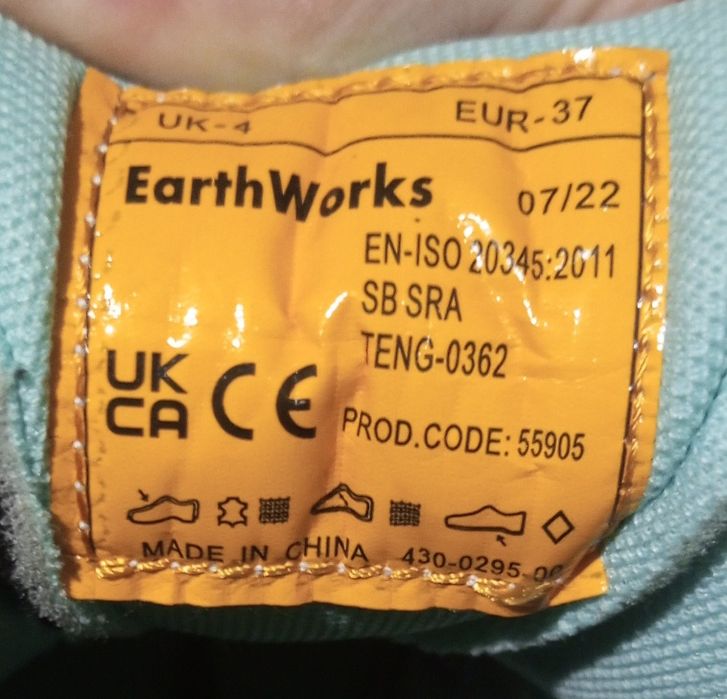 UK-4 EUR-37
EarthWorks 07/22
EN-ISO 20345:2011
SB SRA
TENG-0362
UK
CA CE
PROD.CODE: 55905
MADE IN CHINA 430-0295-00